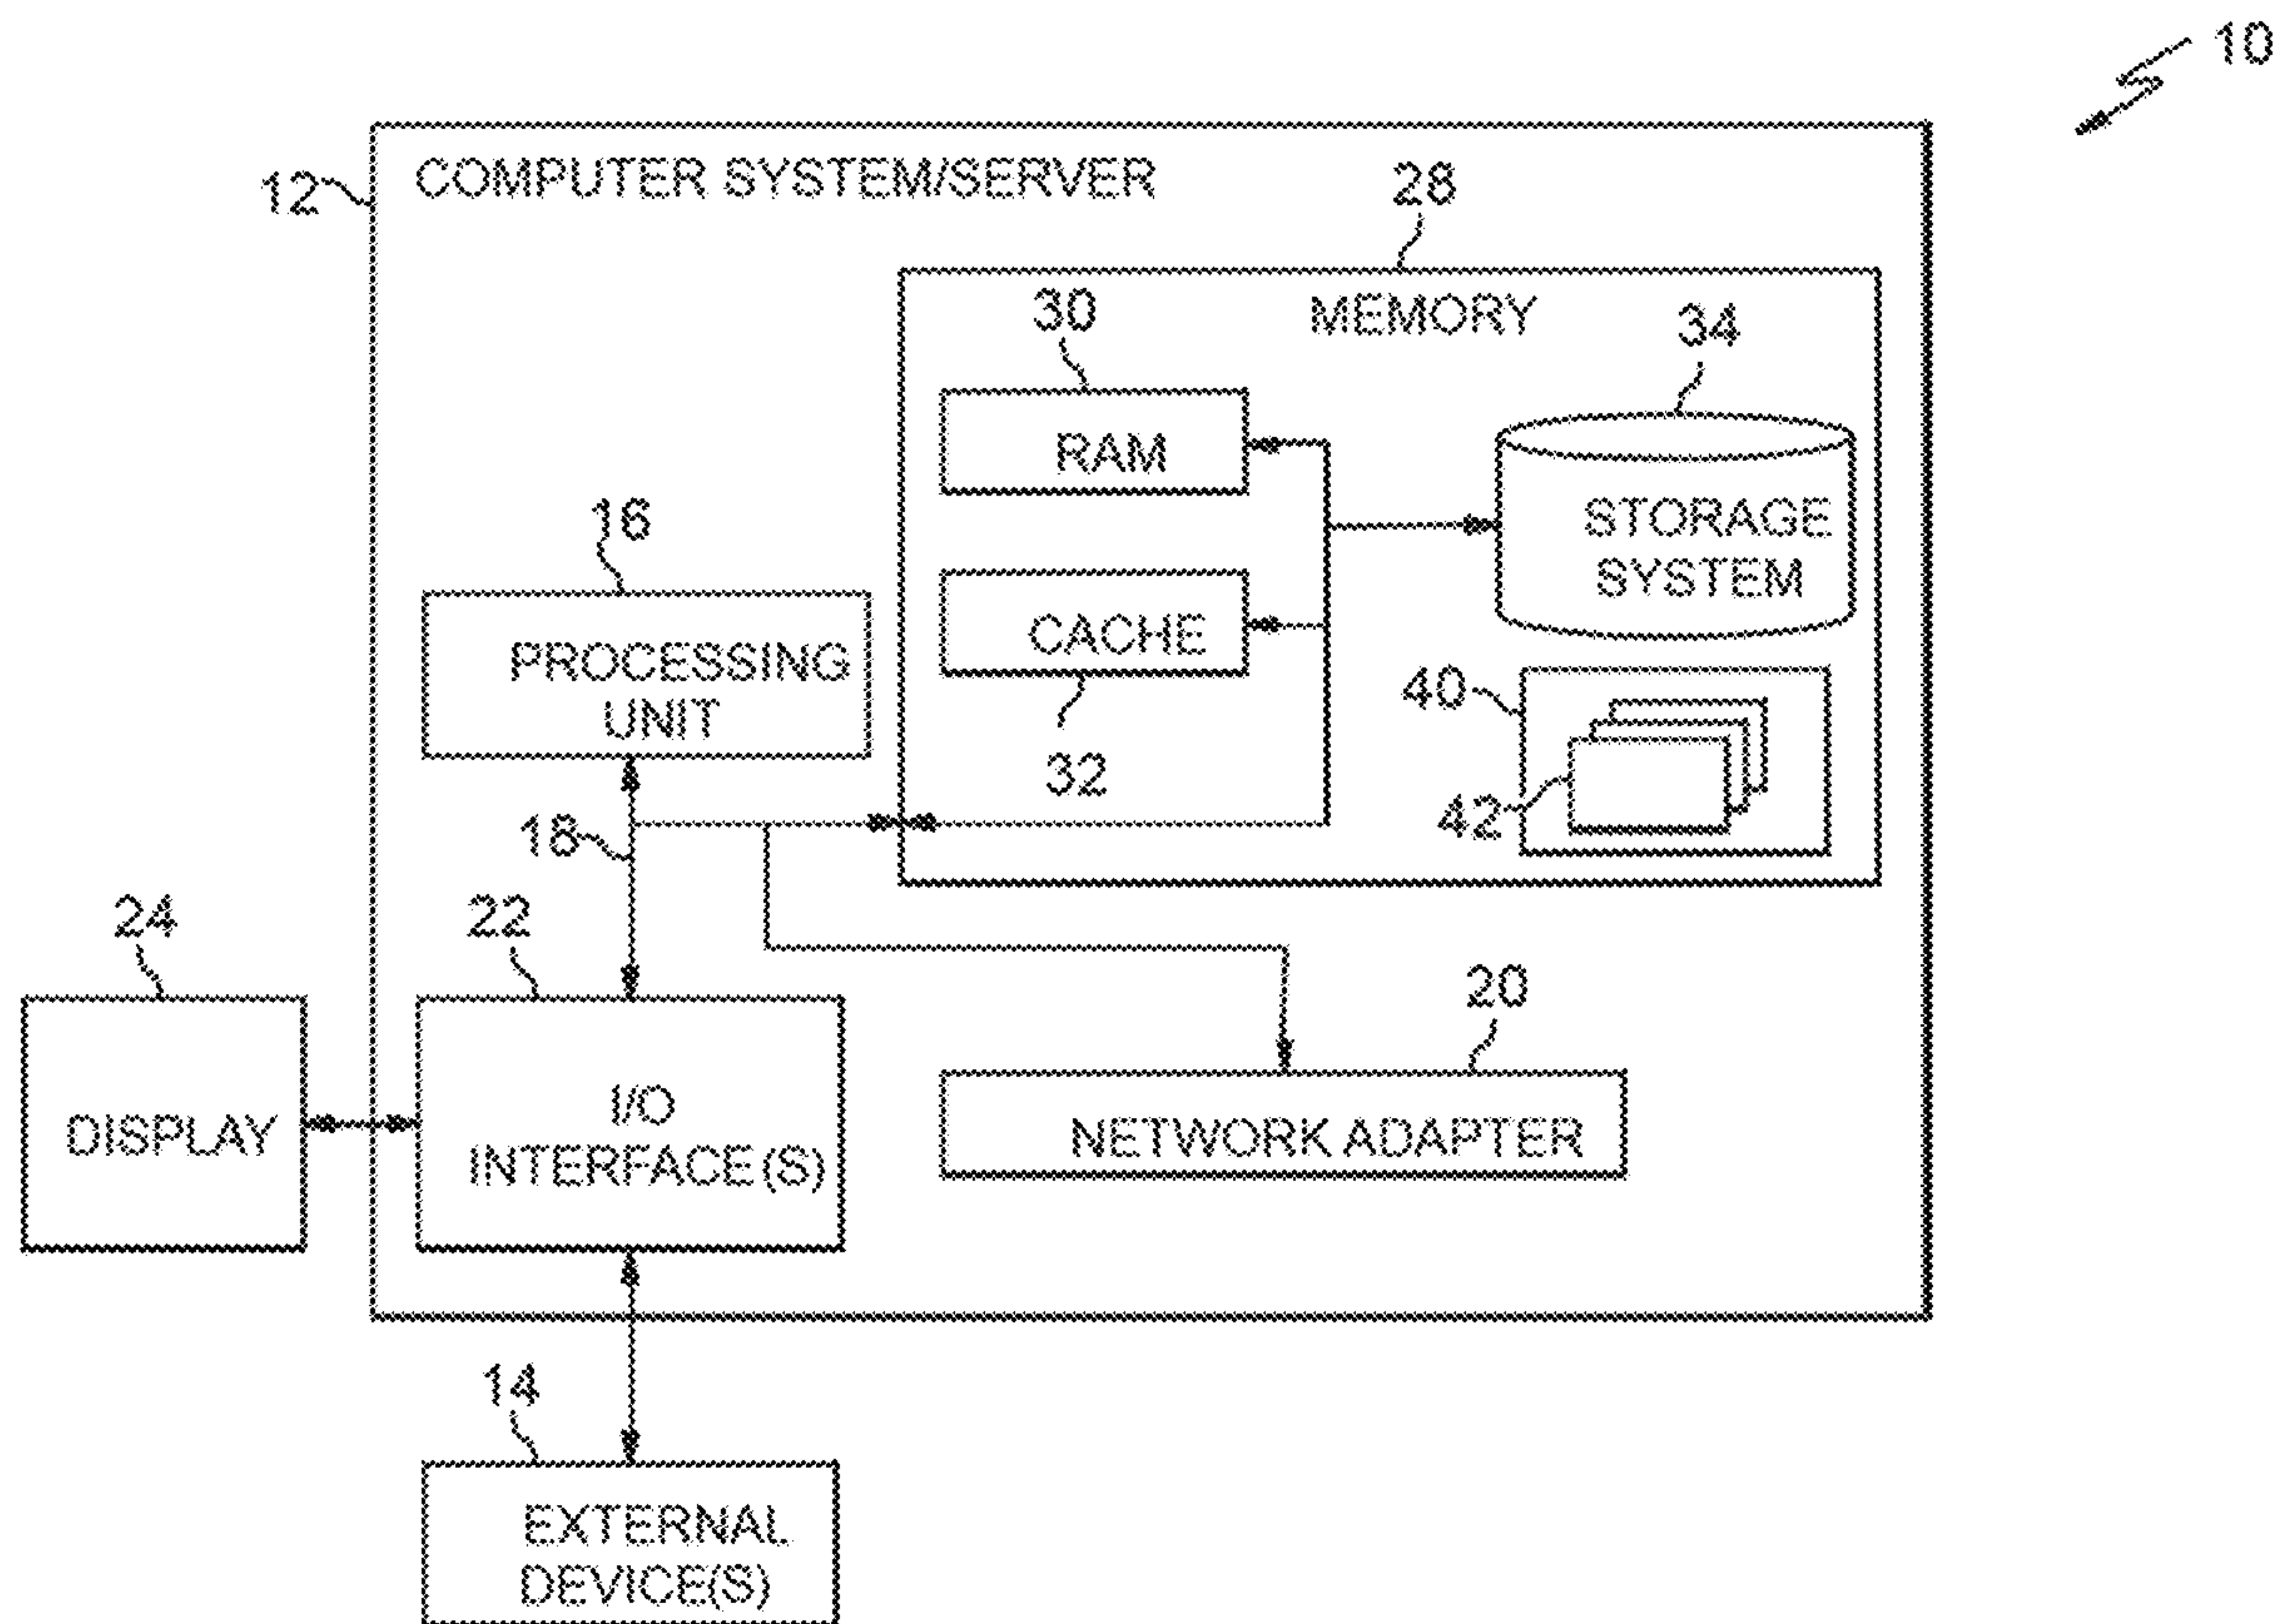 10
12
COMPUTER SYSTEM/SERVER
28
MEMORY
30
34
RAM
STORAGE
SYSTEM
16
CACHE
PROCESSING
UNIT
32
40
42
18
24
22
20
DISPLAY
I/O
INTERFACE(S)
NETWORK ADAPTER
14
EXTERNAL
DEVICE(S)